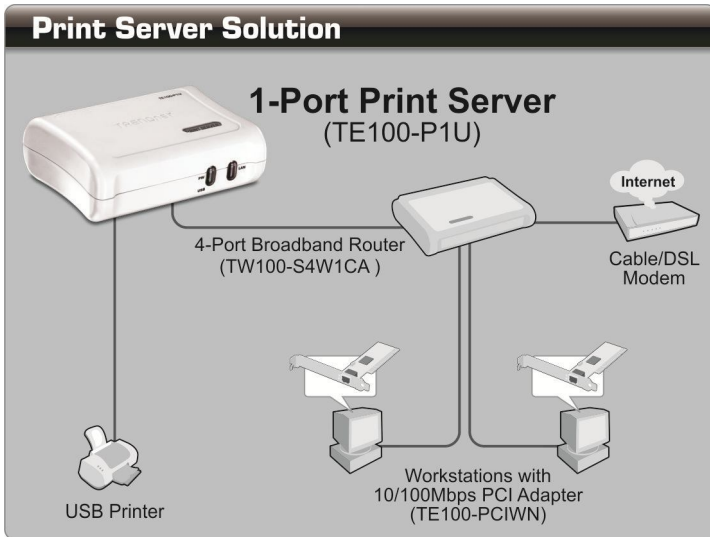 Print Server Solution
1-Port Print Server
(TE100-P1U)
TRENDnet
4-Port Broadband Router
(TW100-S4W1CA )
Internet
Cable/DSL
Modem
USB Printer
Workstations with
10/100Mbps PCI Adapter
(TE100-PCIWN)